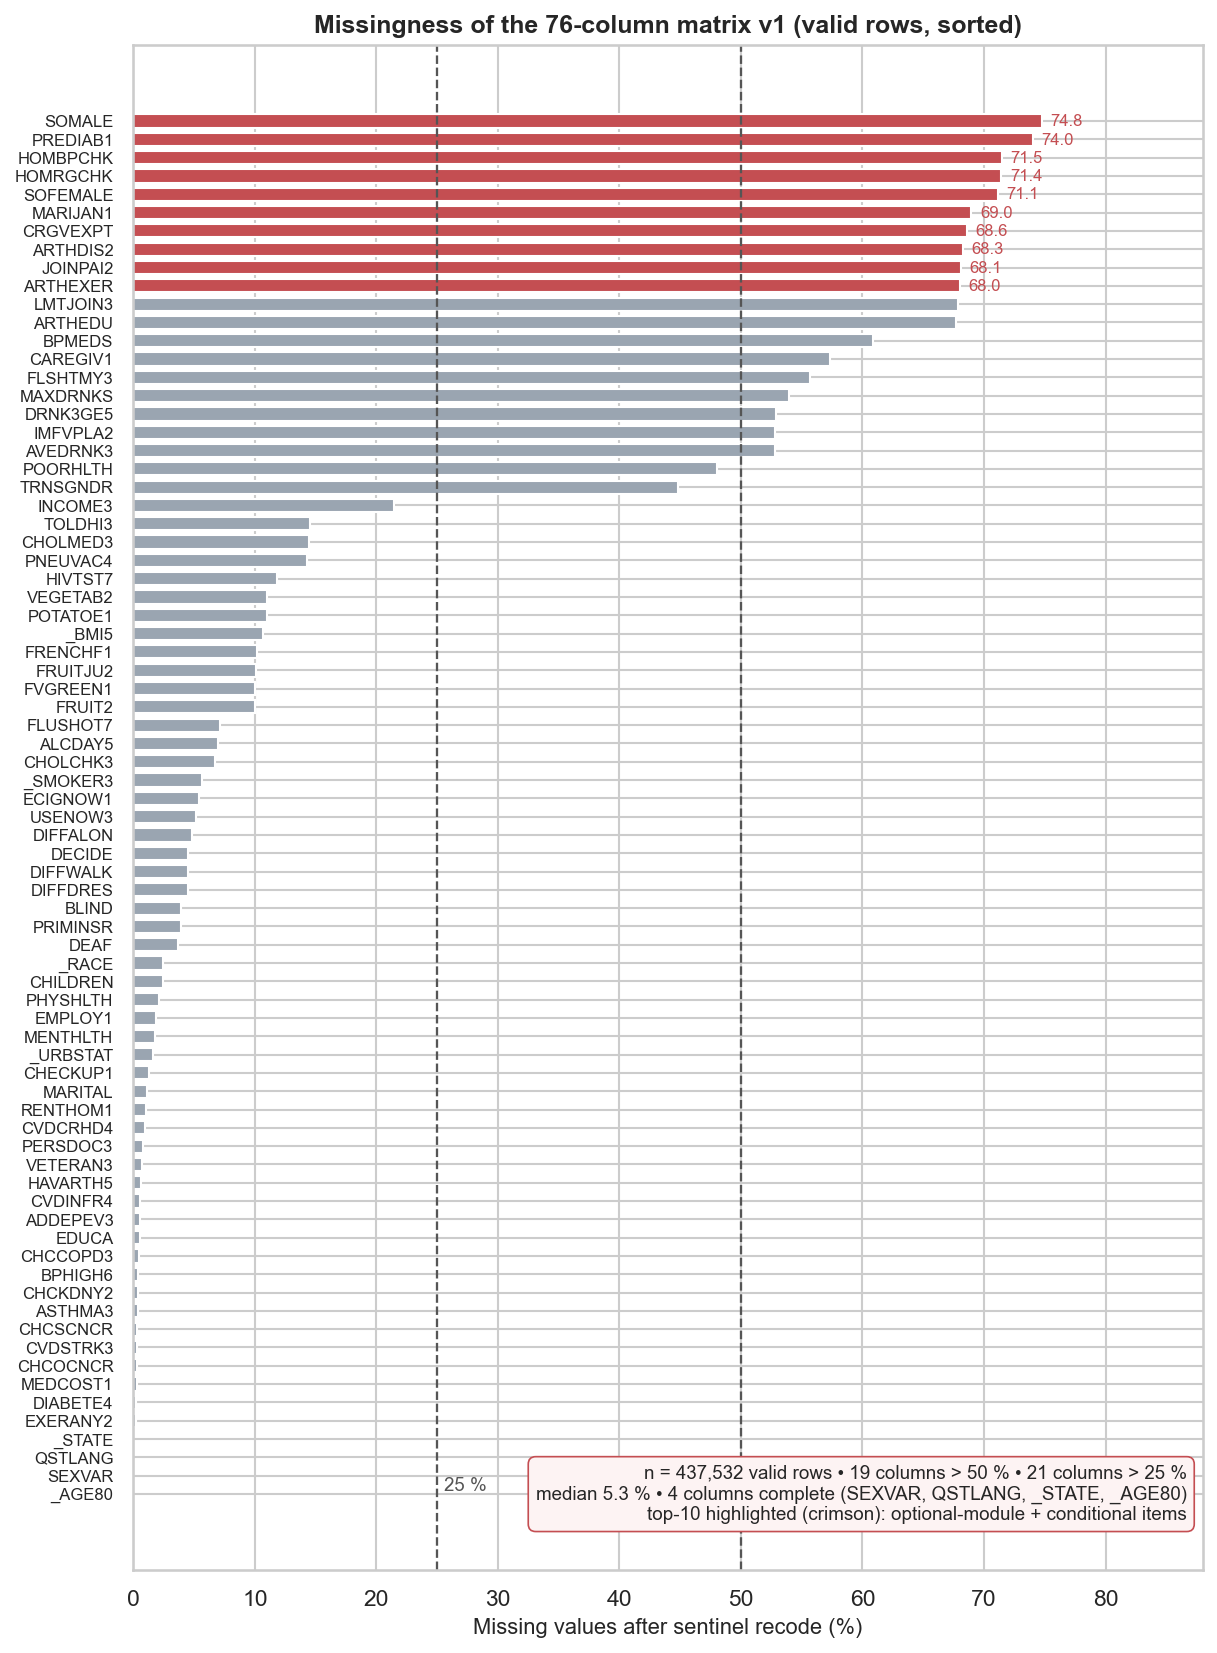 Missingness of the 76-column matrix v1 (valid rows, sorted)
SOMALE 74.8
PREDIAB1 74.0
HOMBPCHK 71.5
HOMRGCHK 71.4
SOFEMALE 71.1
MARIJAN1 69.0
CRGVEXPT 68.6
ARTHDIS2 68.3
JOINPAI2 68.1
ARTHEXER 68.0
LMTJOIN3
ARTHEDU
BPMEDS
CAREGIV1
FLSHTMY3
MAXDRNKS
DRNK3GE5
IMFVPLA2
AVEDRNK3
POORHLTH
TRNSGNDR
INCOME3
TOLDHI3
CHOLMED3
PNEUVAC4
HIVTST7
VEGETAB2
POTATOE1
_BMI5
FRENCHF1
FRUITJU2
FVGREEN1
FRUIT2
FLUSHOT7
ALCDAY5
CHOLCHK3
_SMOKER3
ECIGNOW1
USENOW3
DIFFALON
DECIDE
DIFFWALK
DIFFDRES
BLIND
PRIMINSR
DEAF
_RACE
CHILDREN
PHYSHLTH
EMPLOY1
MENTHLTH
_URBSTAT
CHECKUP1
MARITAL
RENTHOM1
CVDCRHD4
PERSDOC3
VETERAN3
HAVARTH5
CVDINFR4
ADDEPEV3
EDUCA
CHCCOPD3
BPHIGH6
CHCKDNY2
ASTHMA3
CHCSCNCR
CVDSTRK3
CHCOCNCR
MEDCOST1
DIABETE4
EXERANY2
_STATE
QSTLANG
SEXVAR
_AGE80
25 %
n = 437,532 valid rows • 19 columns > 50 % • 21 columns > 25 %
median 5.3 % • 4 columns complete (SEXVAR, QSTLANG, _STATE, _AGE80)
top-10 highlighted (crimson): optional-module + conditional items
0 10 20 30 40 50 60 70 80
Missing values after sentinel recode (%)